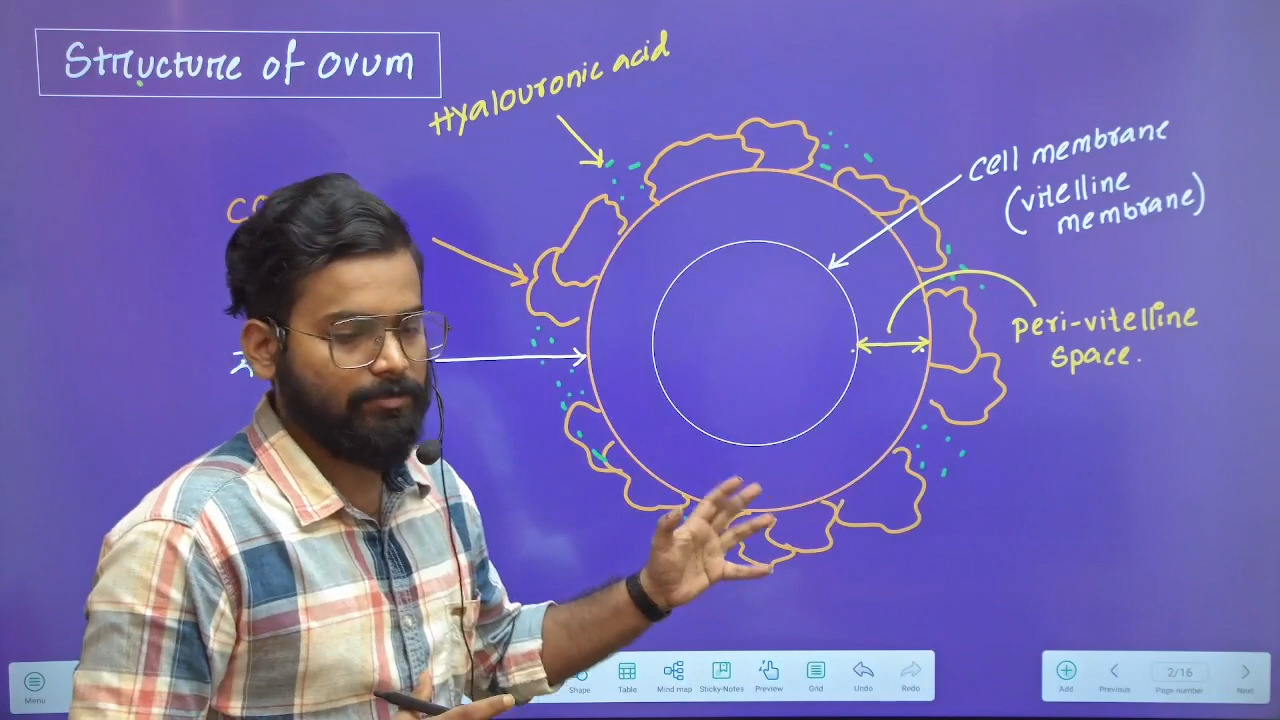 Structure of Ovum
Hyalouronic acid
cell membrane
(vitelline
membrane)
Peri-vitelline
space.
Menu
Shape
Table
Mind map
Sticky-Notes
Preview
Grid
Undo
Redo
Add
Previous
2/16
Page number
Next